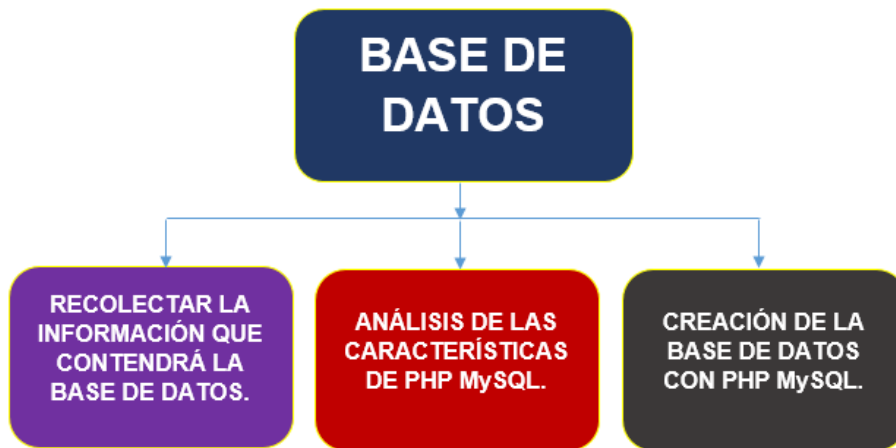 BASE DE
DATOS
RECOLECTAR LA
INFORMACIÓN QUE
CONTENDRÁ LA
BASE DE DATOS.
ANÁLISIS DE LAS
CARACTERÍSTICAS
DE PHP MySQL.
CREACIÓN DE LA
BASE DE DATOS
CON PHP MySQL.